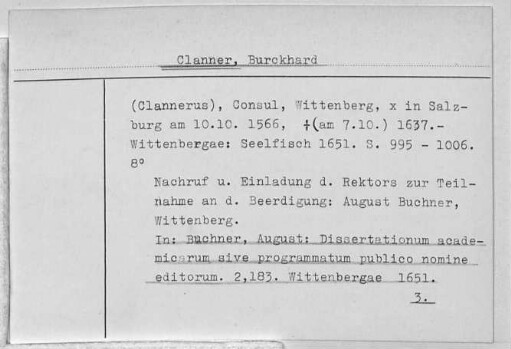 Clanner, Burckhard
(Clannerus), Consul, Wittenberg, x in Salz-
burg am 10.10. 1566, †(am 7.10.) 1637.-
Wittenbergae: Seelfisch 1651. S. 995 - 1006.
8°
Nachruf u. Einladung d. Rektors zur Teil-
nahme an d. Beerdigung: August Buchner,
Wittenberg.
In: Buchner, August: Dissertationum acade-
micarum sive programmatum publico nomine
editorum. 2,183. Wittenbergae 1651.
3.